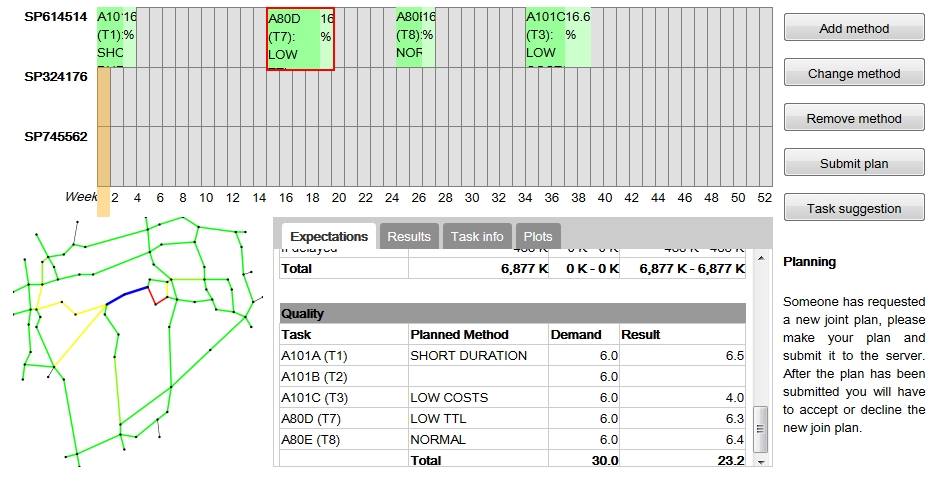 SP614514
A10 16
(T1): %
SHO
A80D 16
(T7): %
LOW
A80 16
(T8): %
NOR
A101C 16.6
(T3): %
LOW
SP324176
SP745562
Week 2 4 6 8 10 12 14 16 18 20 22 24 26 28 30 32 34 36 38 40 42 44 46 48 50 52
Add method
Change method
Remove method
Submit plan
Task suggestion
Expectations Results Task info Plots
Total 6,877 K 0 K - 0 K 6,877 K - 6,877 K
Quality
Task Planned Method Demand Result
A101A (T1) SHORT DURATION 6.0 6.5
A101B (T2) 6.0
A101C (T3) LOW COSTS 6.0 4.0
A80D (T7) LOW TTL 6.0 6.3
A80E (T8) NORMAL 6.0 6.4
Total 30.0 23.2
Planning
Someone has requested
a new joint plan, please
make your plan and
submit it to the server.
After the plan has been
submitted you will have
to accept or decline the
new join plan.